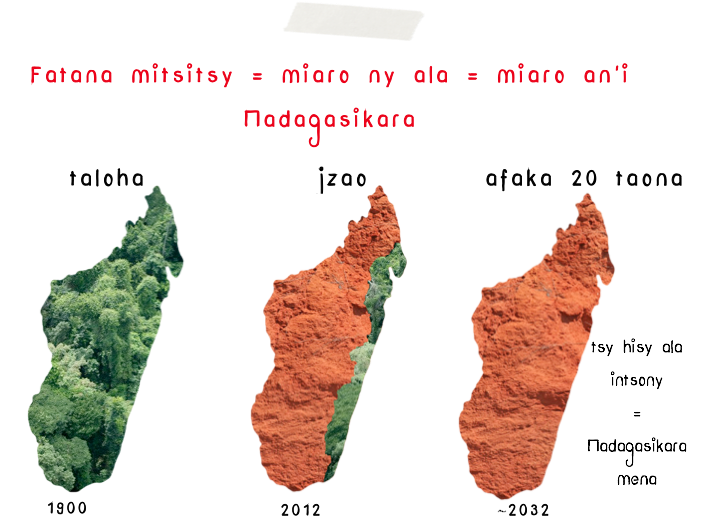 Fatana mitsitsy = miaro ny ala = miaro an'i
Madagasikara
taloha
jzao
afaka 20 taona
tsy hisy ala
intsony
=
Madagasikara
mena
1900
2012
~2032